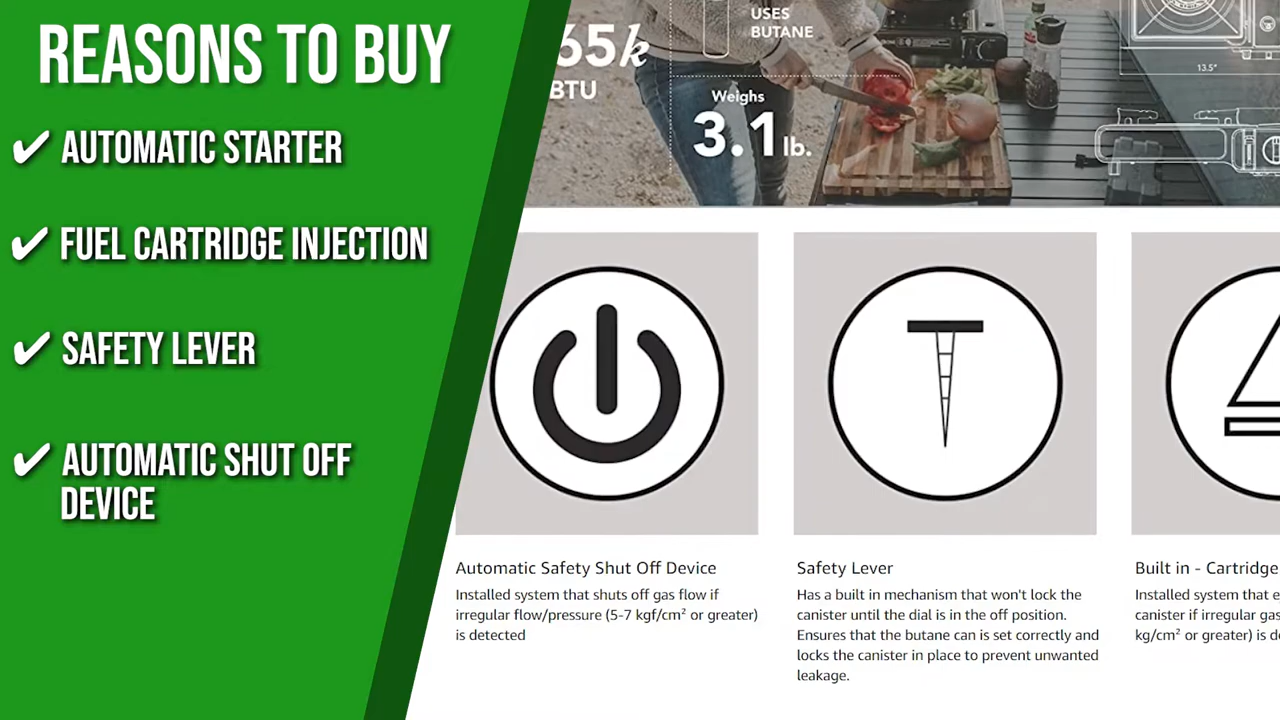 REASONS TO BUY
✔ AUTOMATIC STARTER
✔ FUEL CARTRIDGE INJECTION
✔ SAFETY LEVER
✔ AUTOMATIC SHUT OFF
DEVICE
65k
BTU
USES
BUTANE
Weighs
3.1 lb.
13.5"
Automatic Safety Shut Off Device
Installed system that shuts off gas flow if
irregular flow/pressure (5-7 kgf/cm² or greater)
is detected
Safety Lever
Has a built in mechanism that won't lock the
canister until the dial is in the off position.
Ensures that the butane can is set correctly and
locks the canister in place to prevent unwanted
leakage.
Built in - Cartridge
Installed system that e
canister if irregular gas
kg/cm² or greater) is de